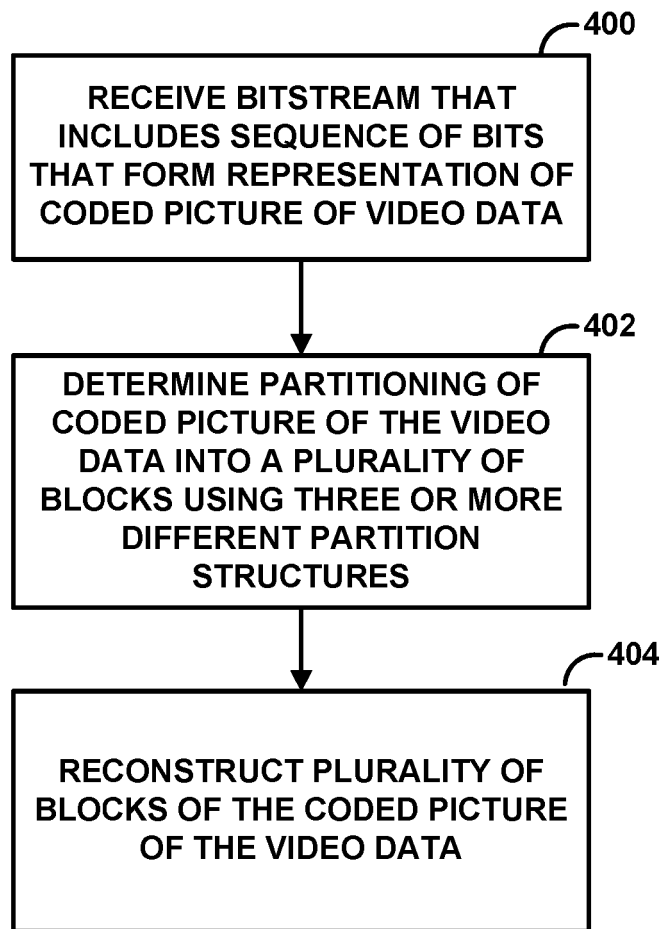 400
RECEIVE BITSTREAM THAT
INCLUDES SEQUENCE OF BITS
THAT FORM REPRESENTATION OF
CODED PICTURE OF VIDEO DATA
402
DETERMINE PARTITIONING OF
CODED PICTURE OF THE VIDEO
DATA INTO A PLURALITY OF
BLOCKS USING THREE OR MORE
DIFFERENT PARTITION
STRUCTURES
404
RECONSTRUCT PLURALITY OF
BLOCKS OF THE CODED PICTURE
OF THE VIDEO DATA